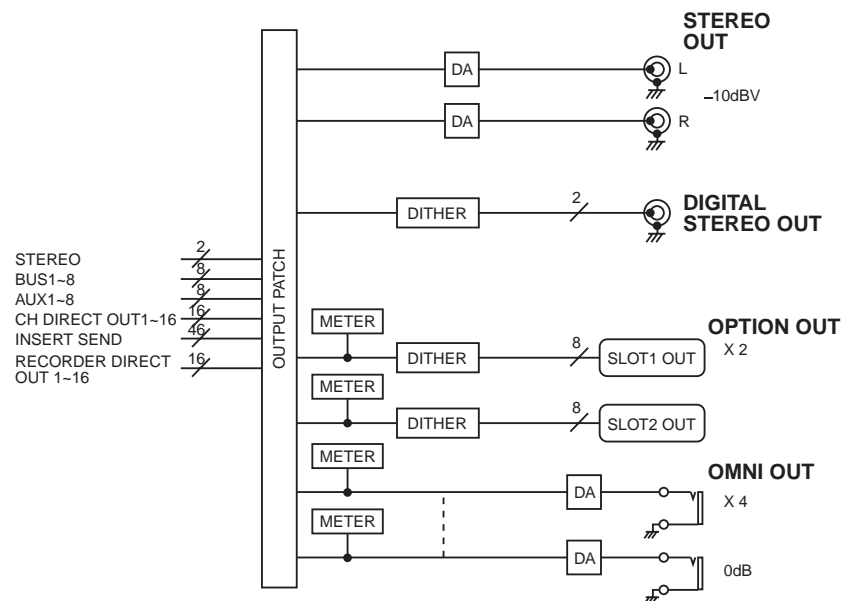 STEREO
OUT
DA
L
–10dBV
DA
R
DITHER
2
DIGITAL
STEREO OUT
STEREO
2
BUS1~8
8
AUX1~8
8
CH DIRECT OUT1~16
16
INSERT SEND
46
RECORDER DIRECT
OUT 1~16
16
OUTPUT PATCH
METER
DITHER
8
SLOT1 OUT
OPTION OUT
X 2
METER
DITHER
8
SLOT2 OUT
METER
DA
OMNI OUT
X 4
METER
DA
0dB